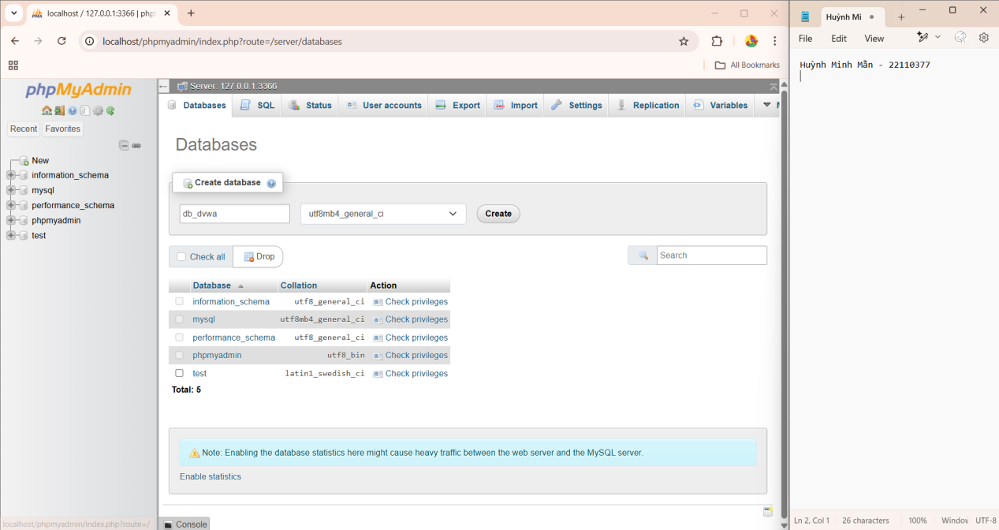 localhost / 127.0.0.1:3366 | php
localhost/phpmyadmin/index.php?route=/server/databases
All Bookmarks
phpMyAdmin
Recent
Favorites
New
information_schema
mysql
performance_schema
phpmyadmin
test
localhost/phpmyadmin/index.php?route=/
Server: 127.0.0.1:3366
Databases
SQL
Status
User accounts
Export
Import
Settings
Replication
Variables
Databases
Create database
db_dvwa
utf8mb4_general_ci
Create
Check all
Drop
Search
Database Collation Action
information_schema utf8_general_ci Check privileges
mysql utf8mb4_general_ci Check privileges
performance_schema utf8_general_ci Check privileges
phpmyadmin utf8_bin Check privileges
test latin1_swedish_ci Check privileges
Total: 5
Note: Enabling the database statistics here might cause heavy traffic between the web server and the MySQL server.
Enable statistics
Console
Huỳnh Mi
File Edit View
Huỳnh Minh Mẫn - 22110377
Ln 2, Col 1 26 characters 100% Window UTF-8